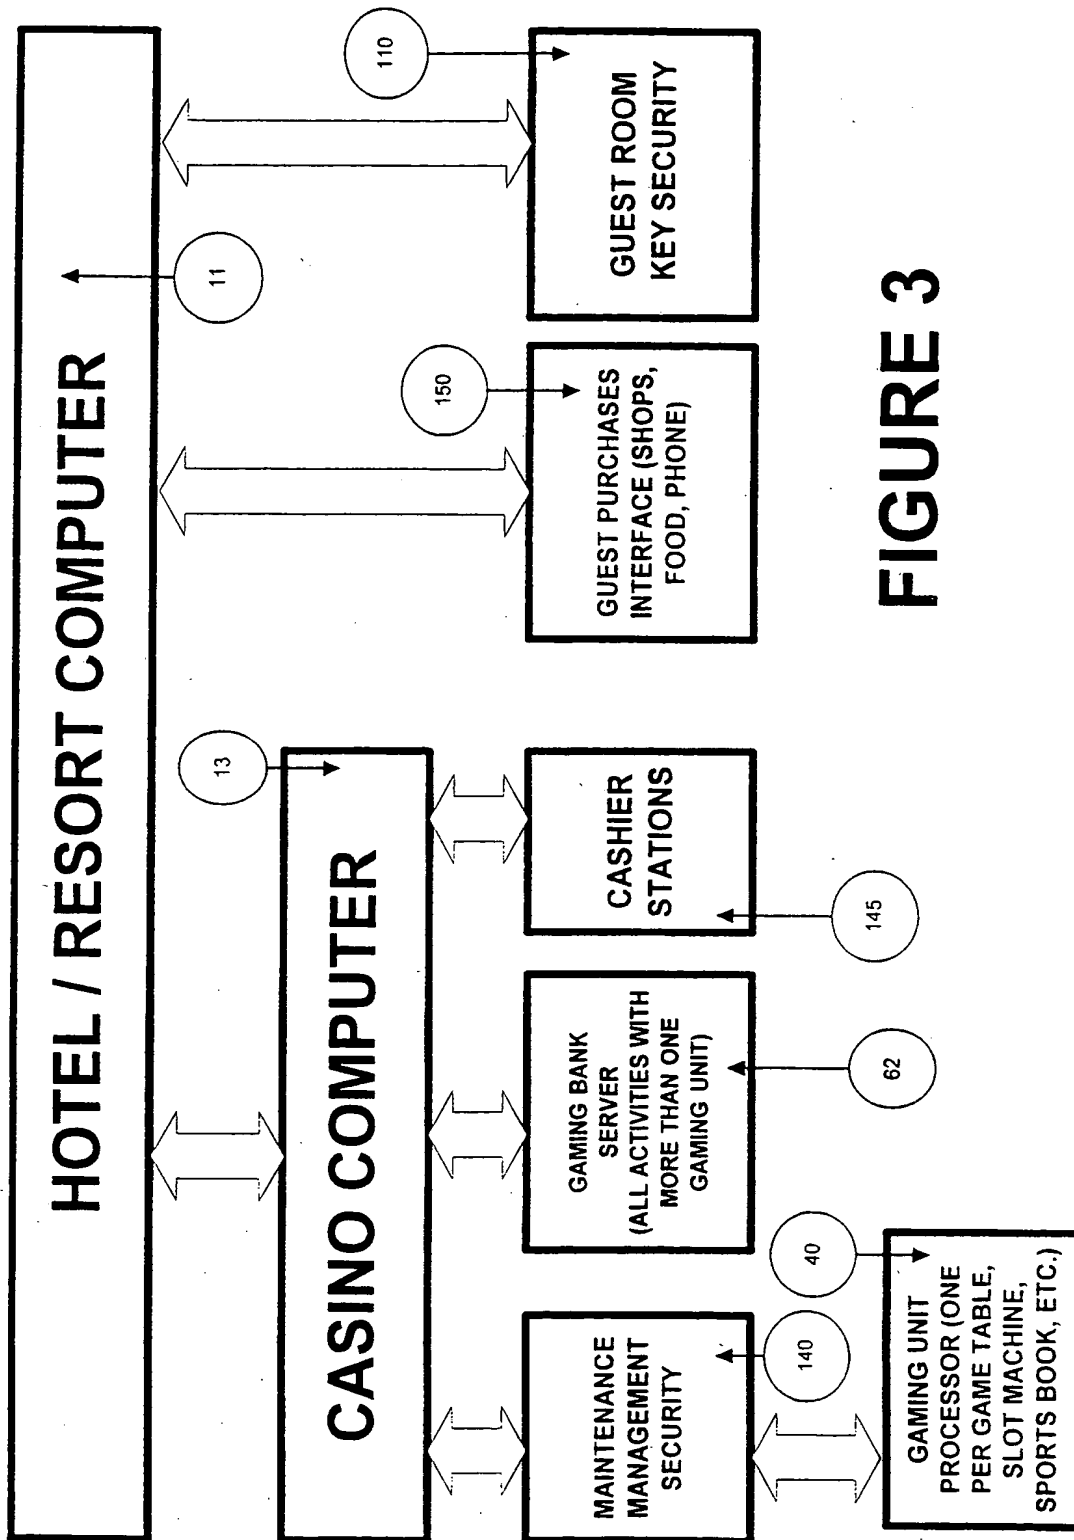 HOTEL / RESORT COMPUTER
11
13
CASINO COMPUTER
110
150
MAINTENANCE
MANAGEMENT
SECURITY
140
GAMING BANK
SERVER
(ALL ACTIVITIES WITH
MORE THAN ONE
GAMING UNIT)
62
CASHIER
STATIONS
145
GUEST PURCHASES
INTERFACE (SHOPS,
FOOD, PHONE)
GUEST ROOM
KEY SECURITY
40
GAMING UNIT
PROCESSOR (ONE
PER GAME TABLE,
SLOT MACHINE,
SPORTS BOOK, ETC.)
FIGURE 3